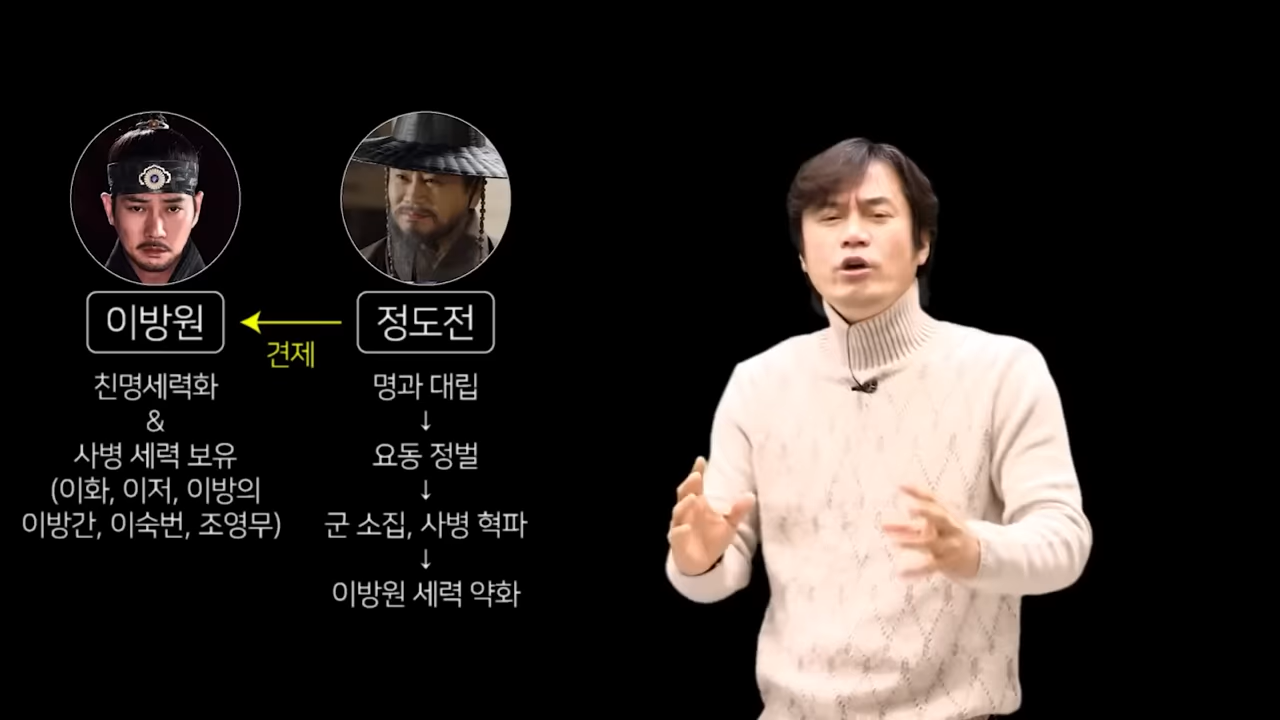 이방원
견제
정도전
친명세력화
&
사병 세력 보유
(이화, 이저, 이방의
이방간, 이숙번, 조영무)
명과 대립
↓
요동 정벌
↓
군 소집, 사병 혁파
↓
이방원 세력 약화